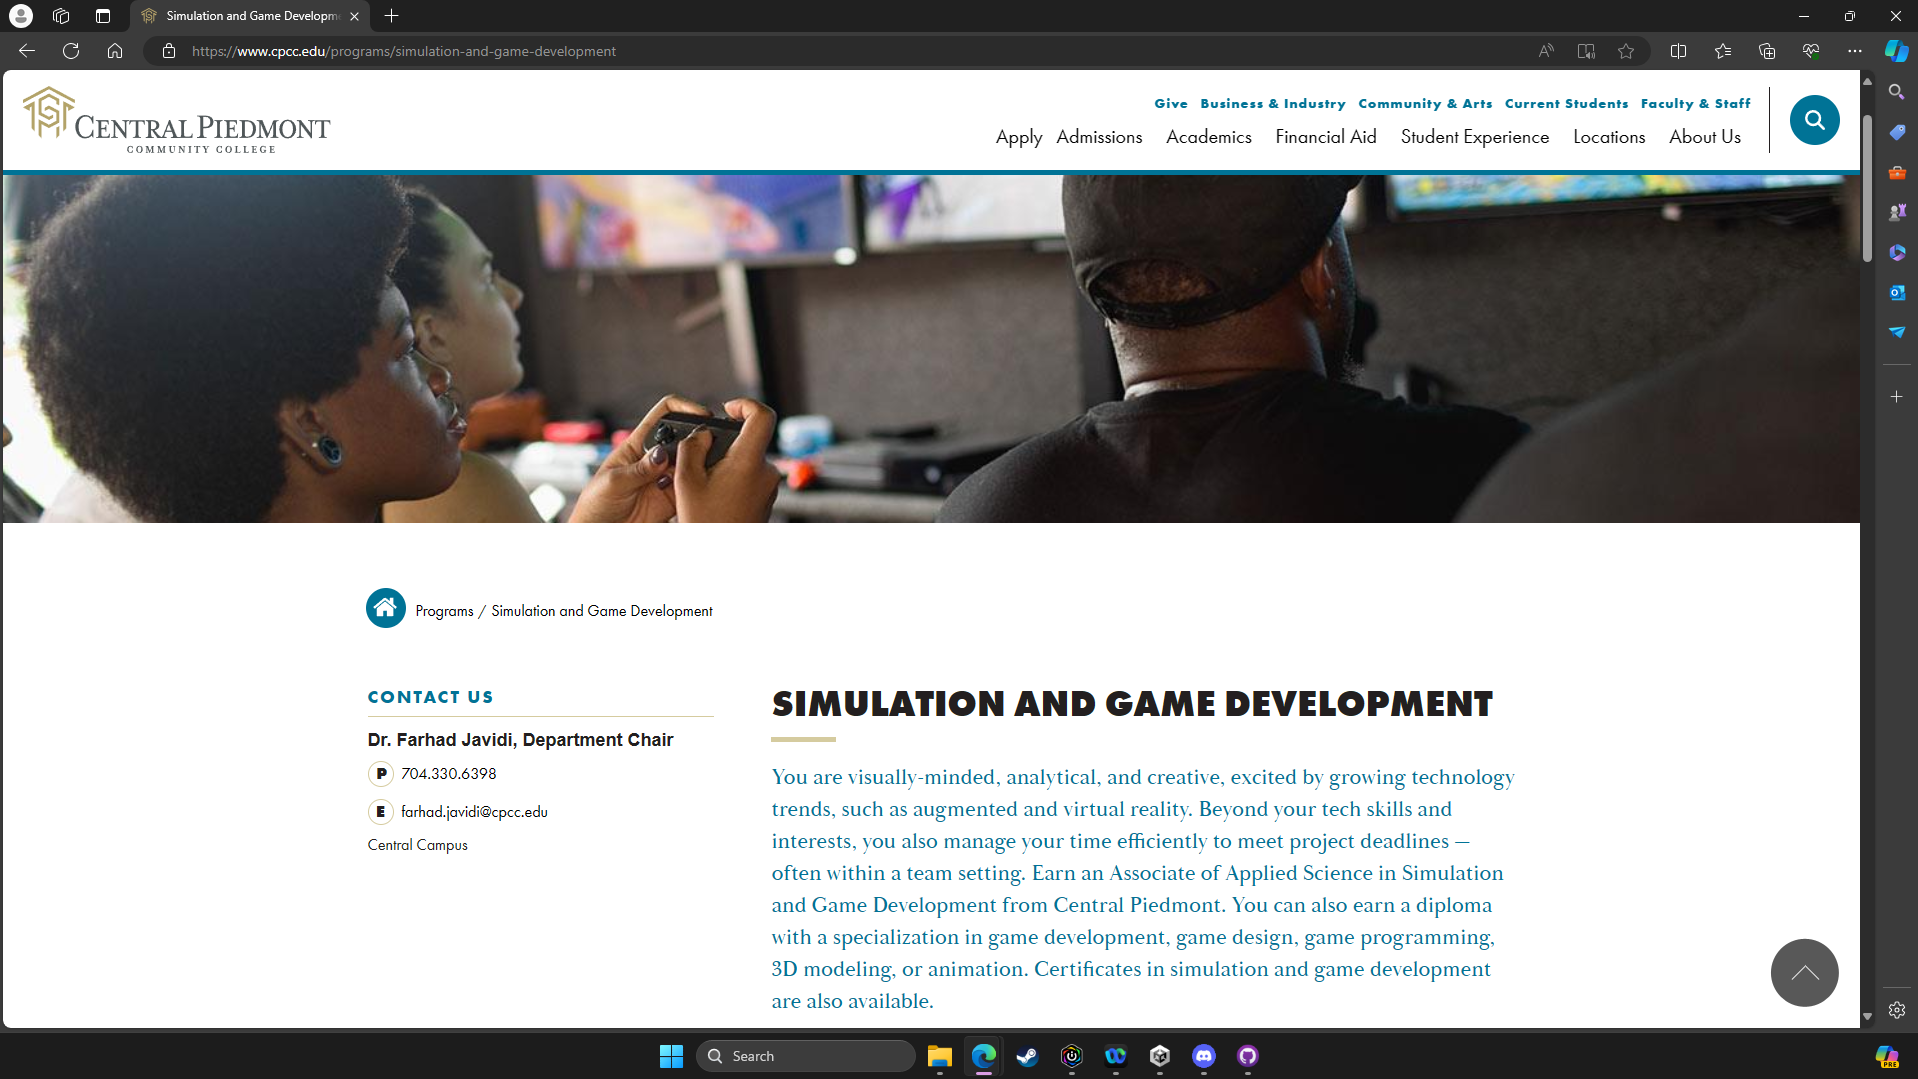 Simulation and Game Developm
https://www.cpcc.edu/programs/simulation-and-game-development
CENTRAL PIEDMONT
COMMUNITY COLLEGE
Give Business & Industry Community & Arts Current Students Faculty & Staff
Apply Admissions Academics Financial Aid Student Experience Locations About Us
Programs / Simulation and Game Development
CONTACT US
Dr. Farhad Javidi, Department Chair
P 704.330.6398
E farhad.javidi@cpcc.edu
Central Campus
SIMULATION AND GAME DEVELOPMENT
You are visually-minded, analytical, and creative, excited by growing technology
trends, such as augmented and virtual reality. Beyond your tech skills and
interests, you also manage your time efficiently to meet project deadlines —
often within a team setting. Earn an Associate of Applied Science in Simulation
and Game Development from Central Piedmont. You can also earn a diploma
with a specialization in game development, game design, game programming,
3D modeling, or animation. Certificates in simulation and game development
are also available.
Search
PRE